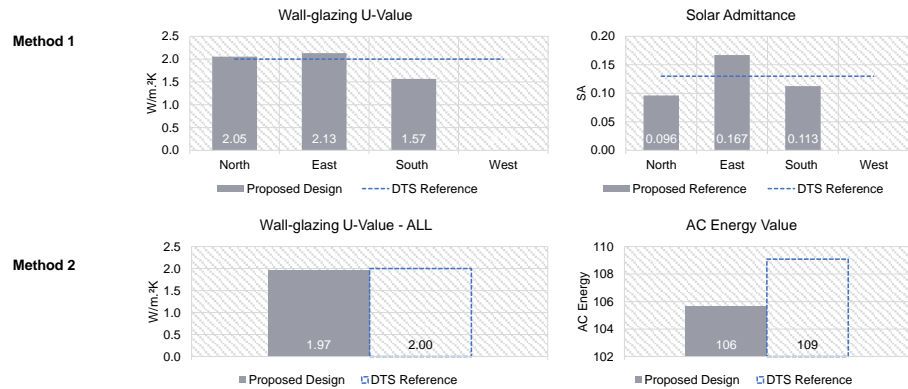 Method 1
Wall-glazing U-Value
W/m.²K
2.5
2.0
1.5
1.0
0.5
0.0
2.05
2.13
1.57
North
East
South
West
Proposed Design
DTS Reference
Solar Admittance
SA
0.20
0.15
0.10
0.05
0.00
0.096
0.167
0.113
North
East
South
West
Proposed Reference
DTS Reference
Method 2
Wall-glazing U-Value - ALL
W/m.²K
2.5
2.0
1.5
1.0
0.5
0.0
1.97
2.00
Proposed Design
DTS Reference
AC Energy Value
AC Energy
110
108
106
104
102
106
109
Proposed Design
DTS Reference